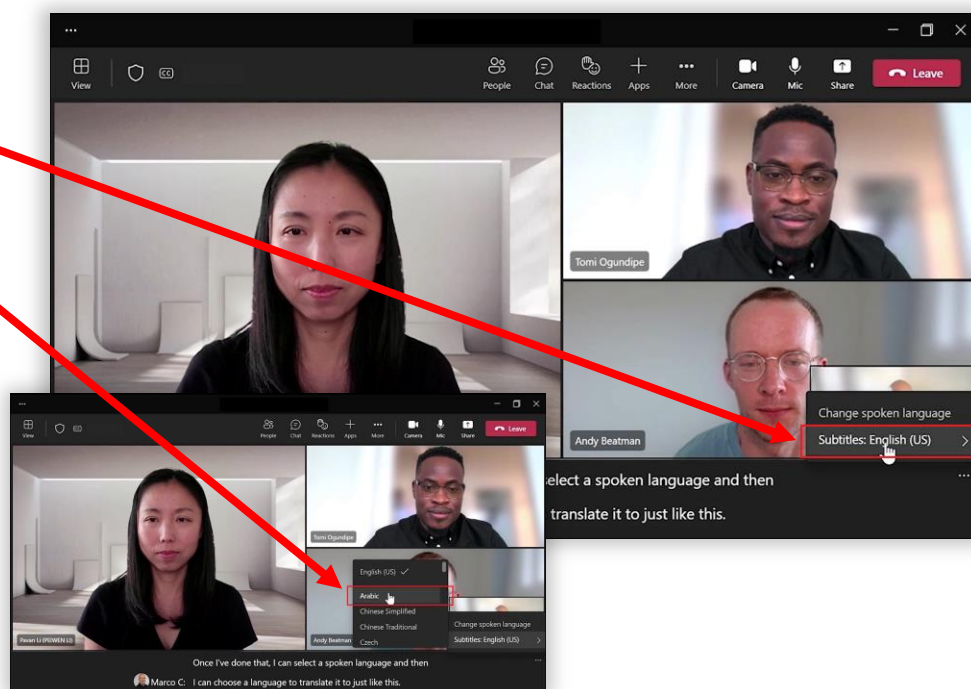 View
People
Chat
Reactions
Apps
More
Camera
Mic
Share
Leave
Tomi Ogundipe
Andy Beatman
Change spoken language
Subtitles: English (US)
select a spoken language and then
translate it to just like this.
View
People
Chat
Reactions
Apps
More
Camera
Mic
Share
Leave
Tomi Ogundipe
English (US)
Arabic
Chinese Simplified
Chinese Traditional
Czech
Change spoken language
Subtitles: English (US)
Pavan Li (PEIWEN LI)
Andy Beatman
Once I've done that, I can select a spoken language and then
Marco C: I can choose a language to translate it to just like this.